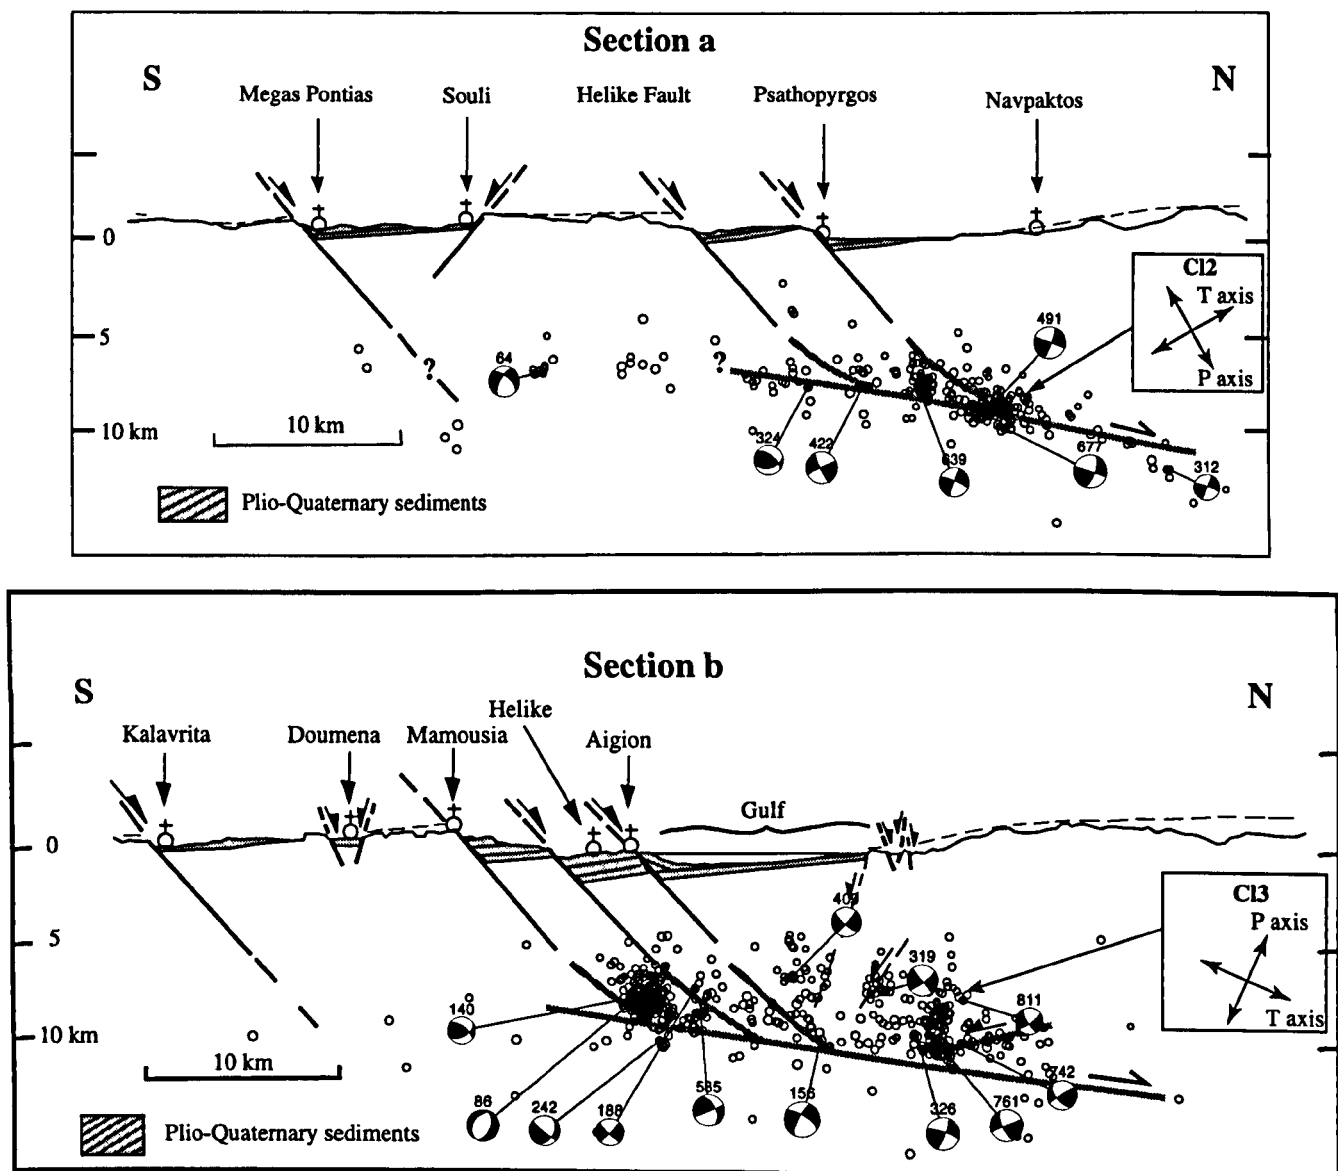 Section a
S
N
Megas Pontias
Souli
Helike Fault
Psathopyrgos
Navpaktos
0
Cl2
T axis
P axis
5
491
64
?
?
10 km
10 km
324
422
639
677
312
Plio-Quaternary sediments
Section b
S
N
Helike
Kalavrita
Doumena
Mamousia
Aigion
Gulf
0
Cl3
P axis
T axis
5
319
811
140
10 km
10 km
86
242
188
585
156
326
761
742
Plio-Quaternary sediments